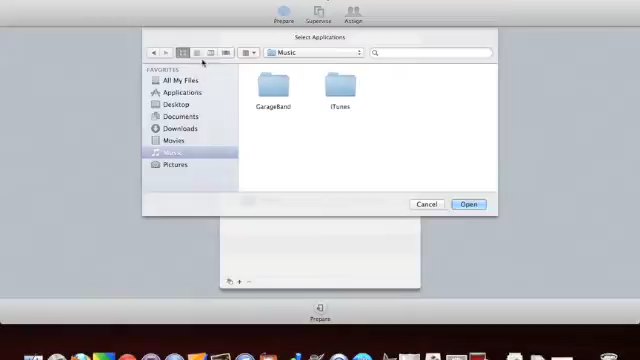 Prepare Supervise Assign
Select Applications
Music
FAVORITES
All My Files
Applications
Desktop
Documents
Downloads
Movies
Music
Pictures
GarageBand
iTunes
Cancel
Open
Prepare